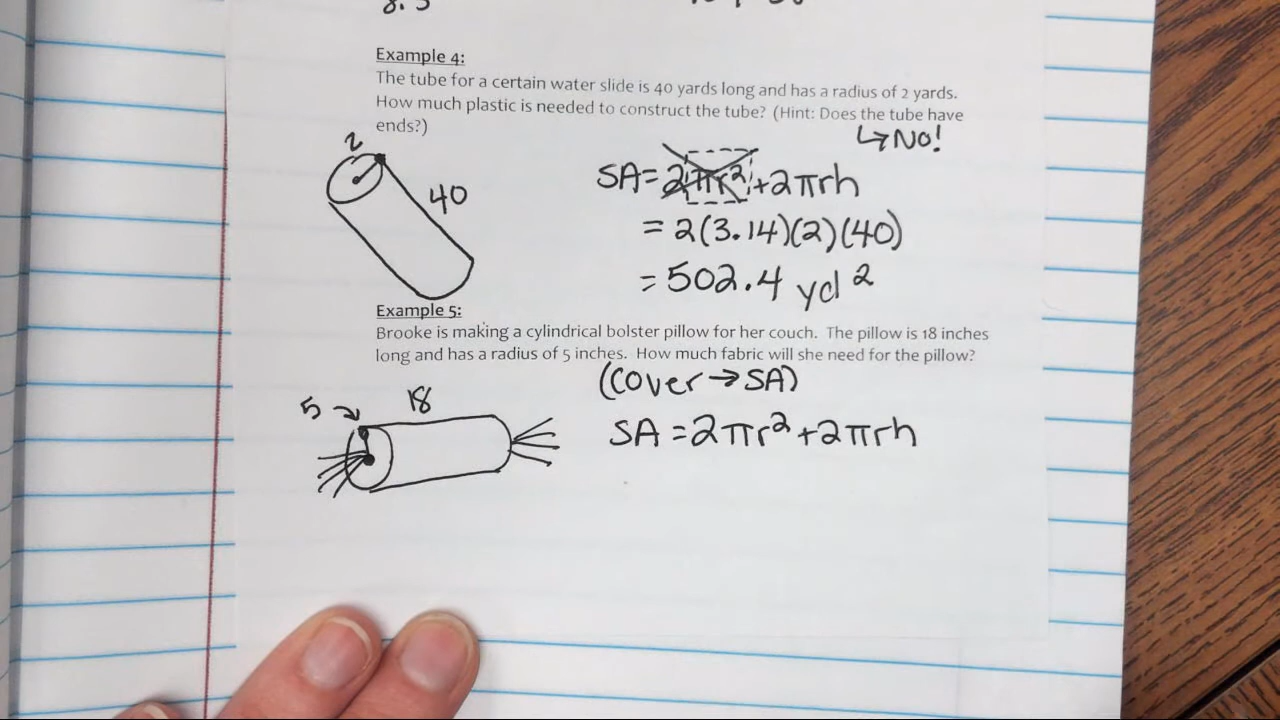 8. 5
Example 4:
The tube for a certain water slide is 40 yards long and has a radius of 2 yards.
How much plastic is needed to construct the tube? (Hint: Does the tube have
ends?)
↳ No!
2
40
SA = 2πr² + 2πrh
= 2(3.14)(2)(40)
= 502.4 yd²
Example 5:
Brooke is making a cylindrical bolster pillow for her couch. The pillow is 18 inches
long and has a radius of 5 inches. How much fabric will she need for the pillow?
(cover → SA)
5
18
SA = 2πr² + 2πrh